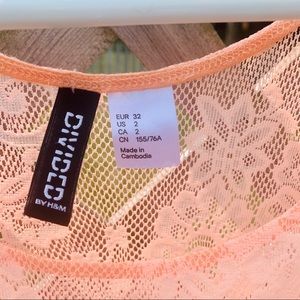 DIVIDED
BY H&M
EUR 32
US 2
CA 2
CN 155/76A
Made in
Cambodia